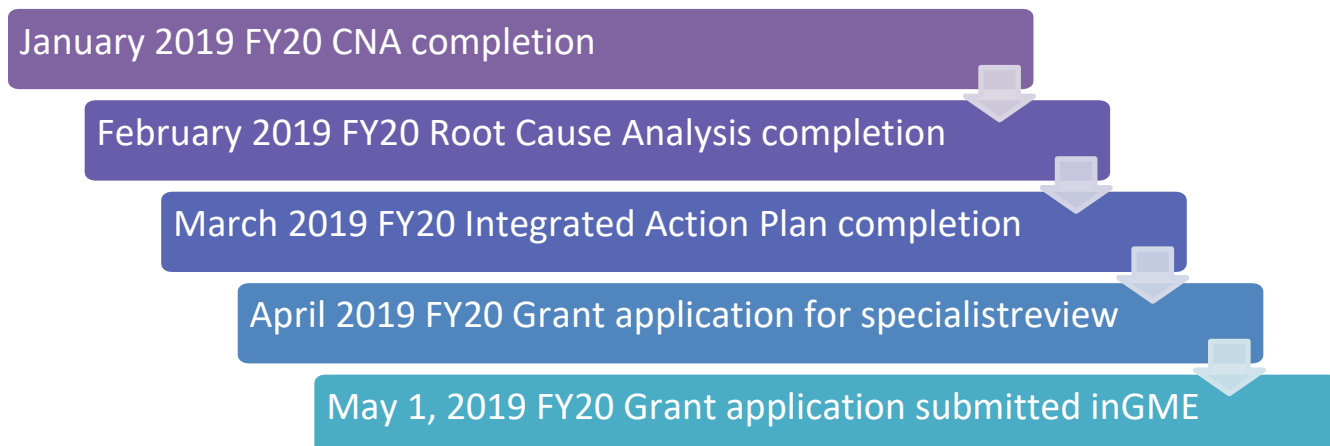 January 2019 FY20 CNA completion
February 2019 FY20 Root Cause Analysis completion
March 2019 FY20 Integrated Action Plan completion
April 2019 FY20 Grant application for specialistreview
May 1, 2019 FY20 Grant application submitted inGME